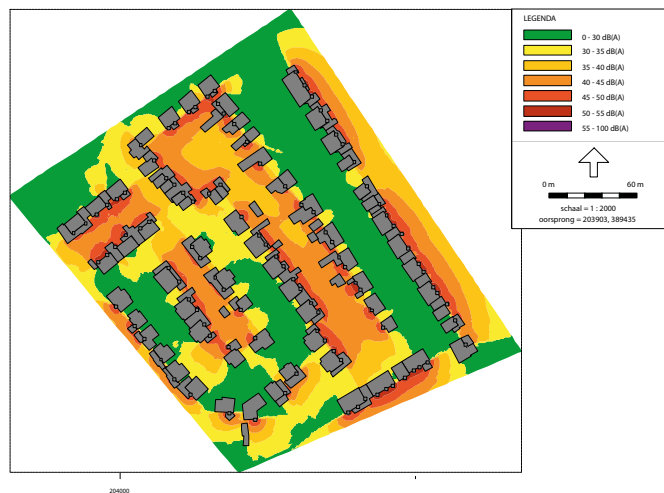 LEGENDA
0 - 30 dB(A)
30 - 35 dB(A)
35 - 40 dB(A)
40 - 45 dB(A)
45 - 50 dB(A)
50 - 55 dB(A)
55 - 100 dB(A)
0 m 60 m
schaal = 1 : 2000
oorsprong = 203903, 389435
204000